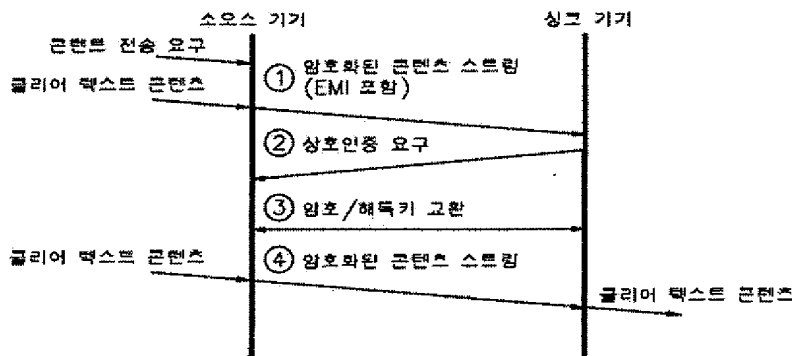 소오스 기기
싱크 기기
콘텐트 전송 요구
클리어 텍스트 콘텐츠
① 암호화된 콘텐츠 스트림
(EMI 포함)
② 상호인증 요구
③ 암호/해독키 교환
클리어 텍스트 콘텐츠
④ 암호화된 콘텐츠 스트림
클리어 텍스트 콘텐츠